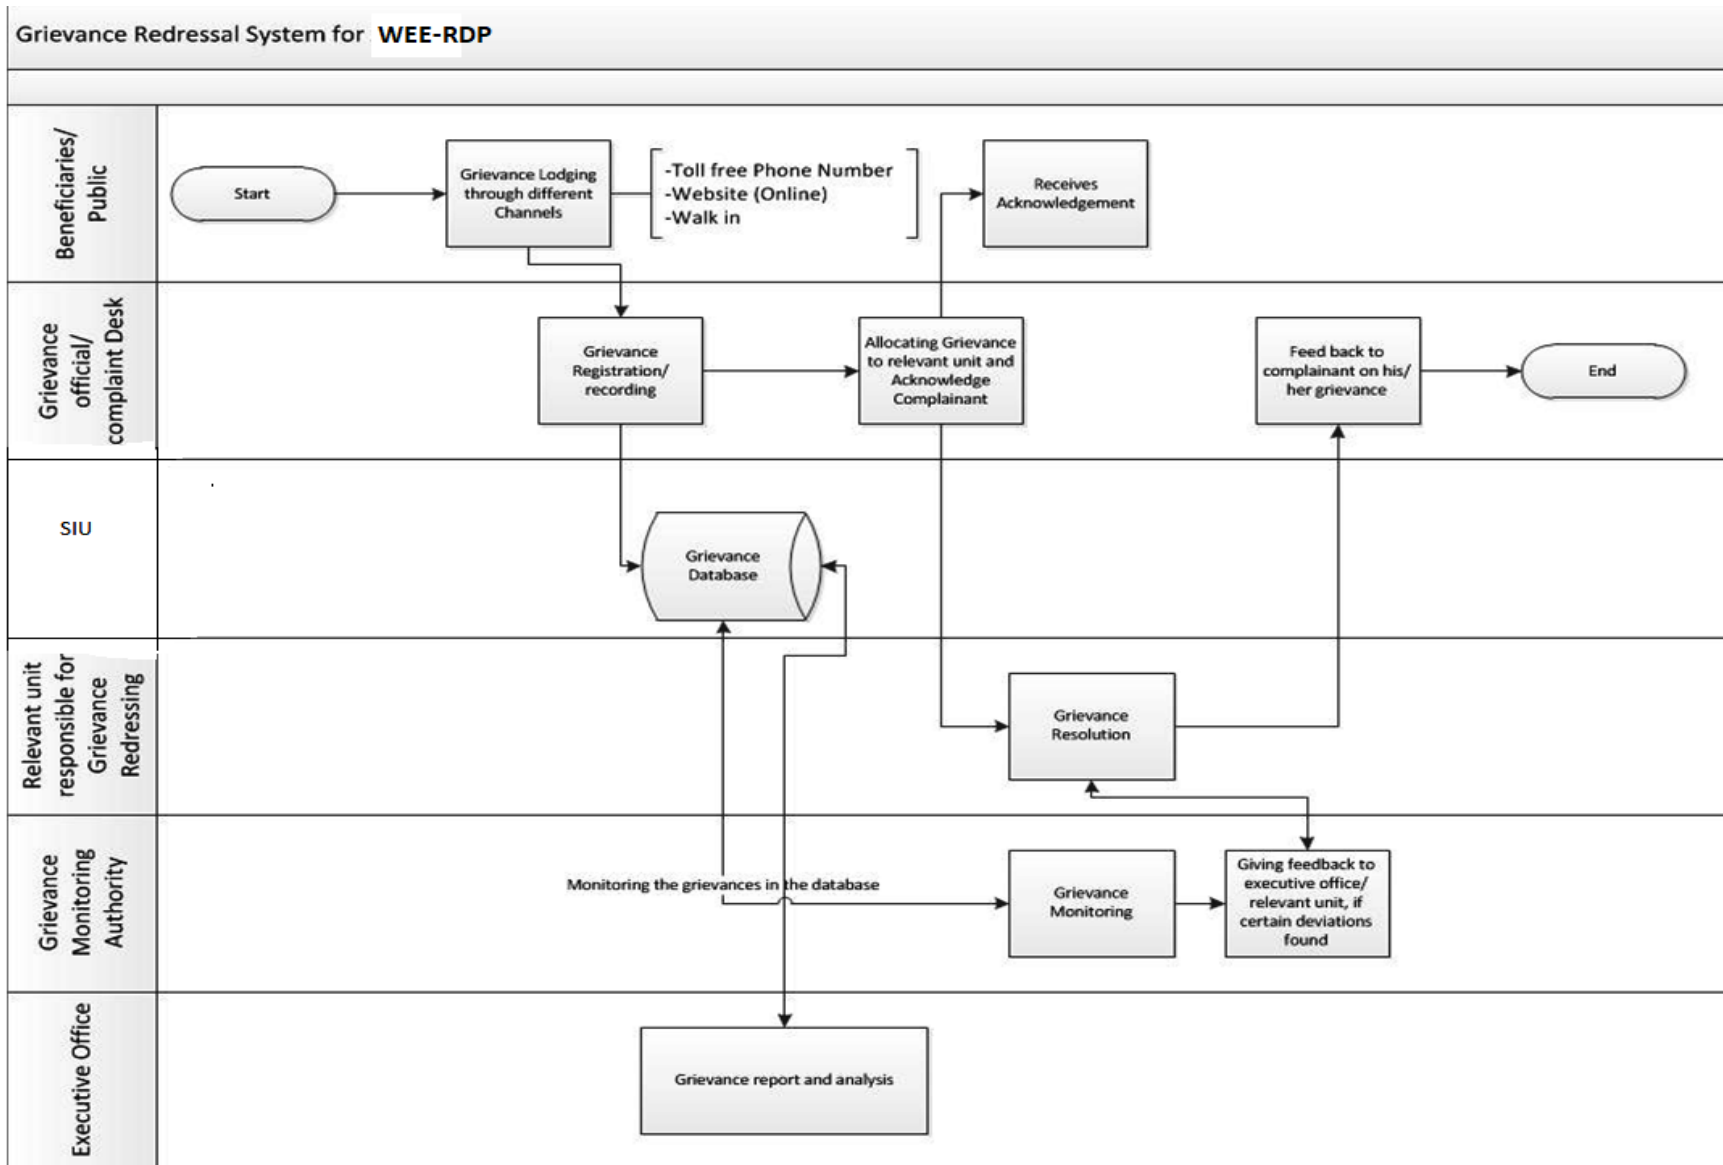 Grievance Redressal System for WEE-RDP
Beneficiaries/
Public
Start
Grievance Lodging
through different
Channels
-Toll free Phone Number
-Website (Online)
-Walk in
Receives
Acknowledgement
Grievance
official/
complaint Desk
Grievance
Registration/
recording
Allocating Grievance
to relevant unit and
Acknowledge
Complainant
Feed back to
complainant on his/
her grievance
End
SIU
Grievance
Database
Relevant unit
responsible for
Grievance
Redressing
Grievance
Resolution
Grievance
Monitoring
Authority
Monitoring the grievances in the database
Grievance
Monitoring
Giving feedback to
executive office/
relevant unit, if
certain deviations
found
Executive Office
Grievance report and analysis